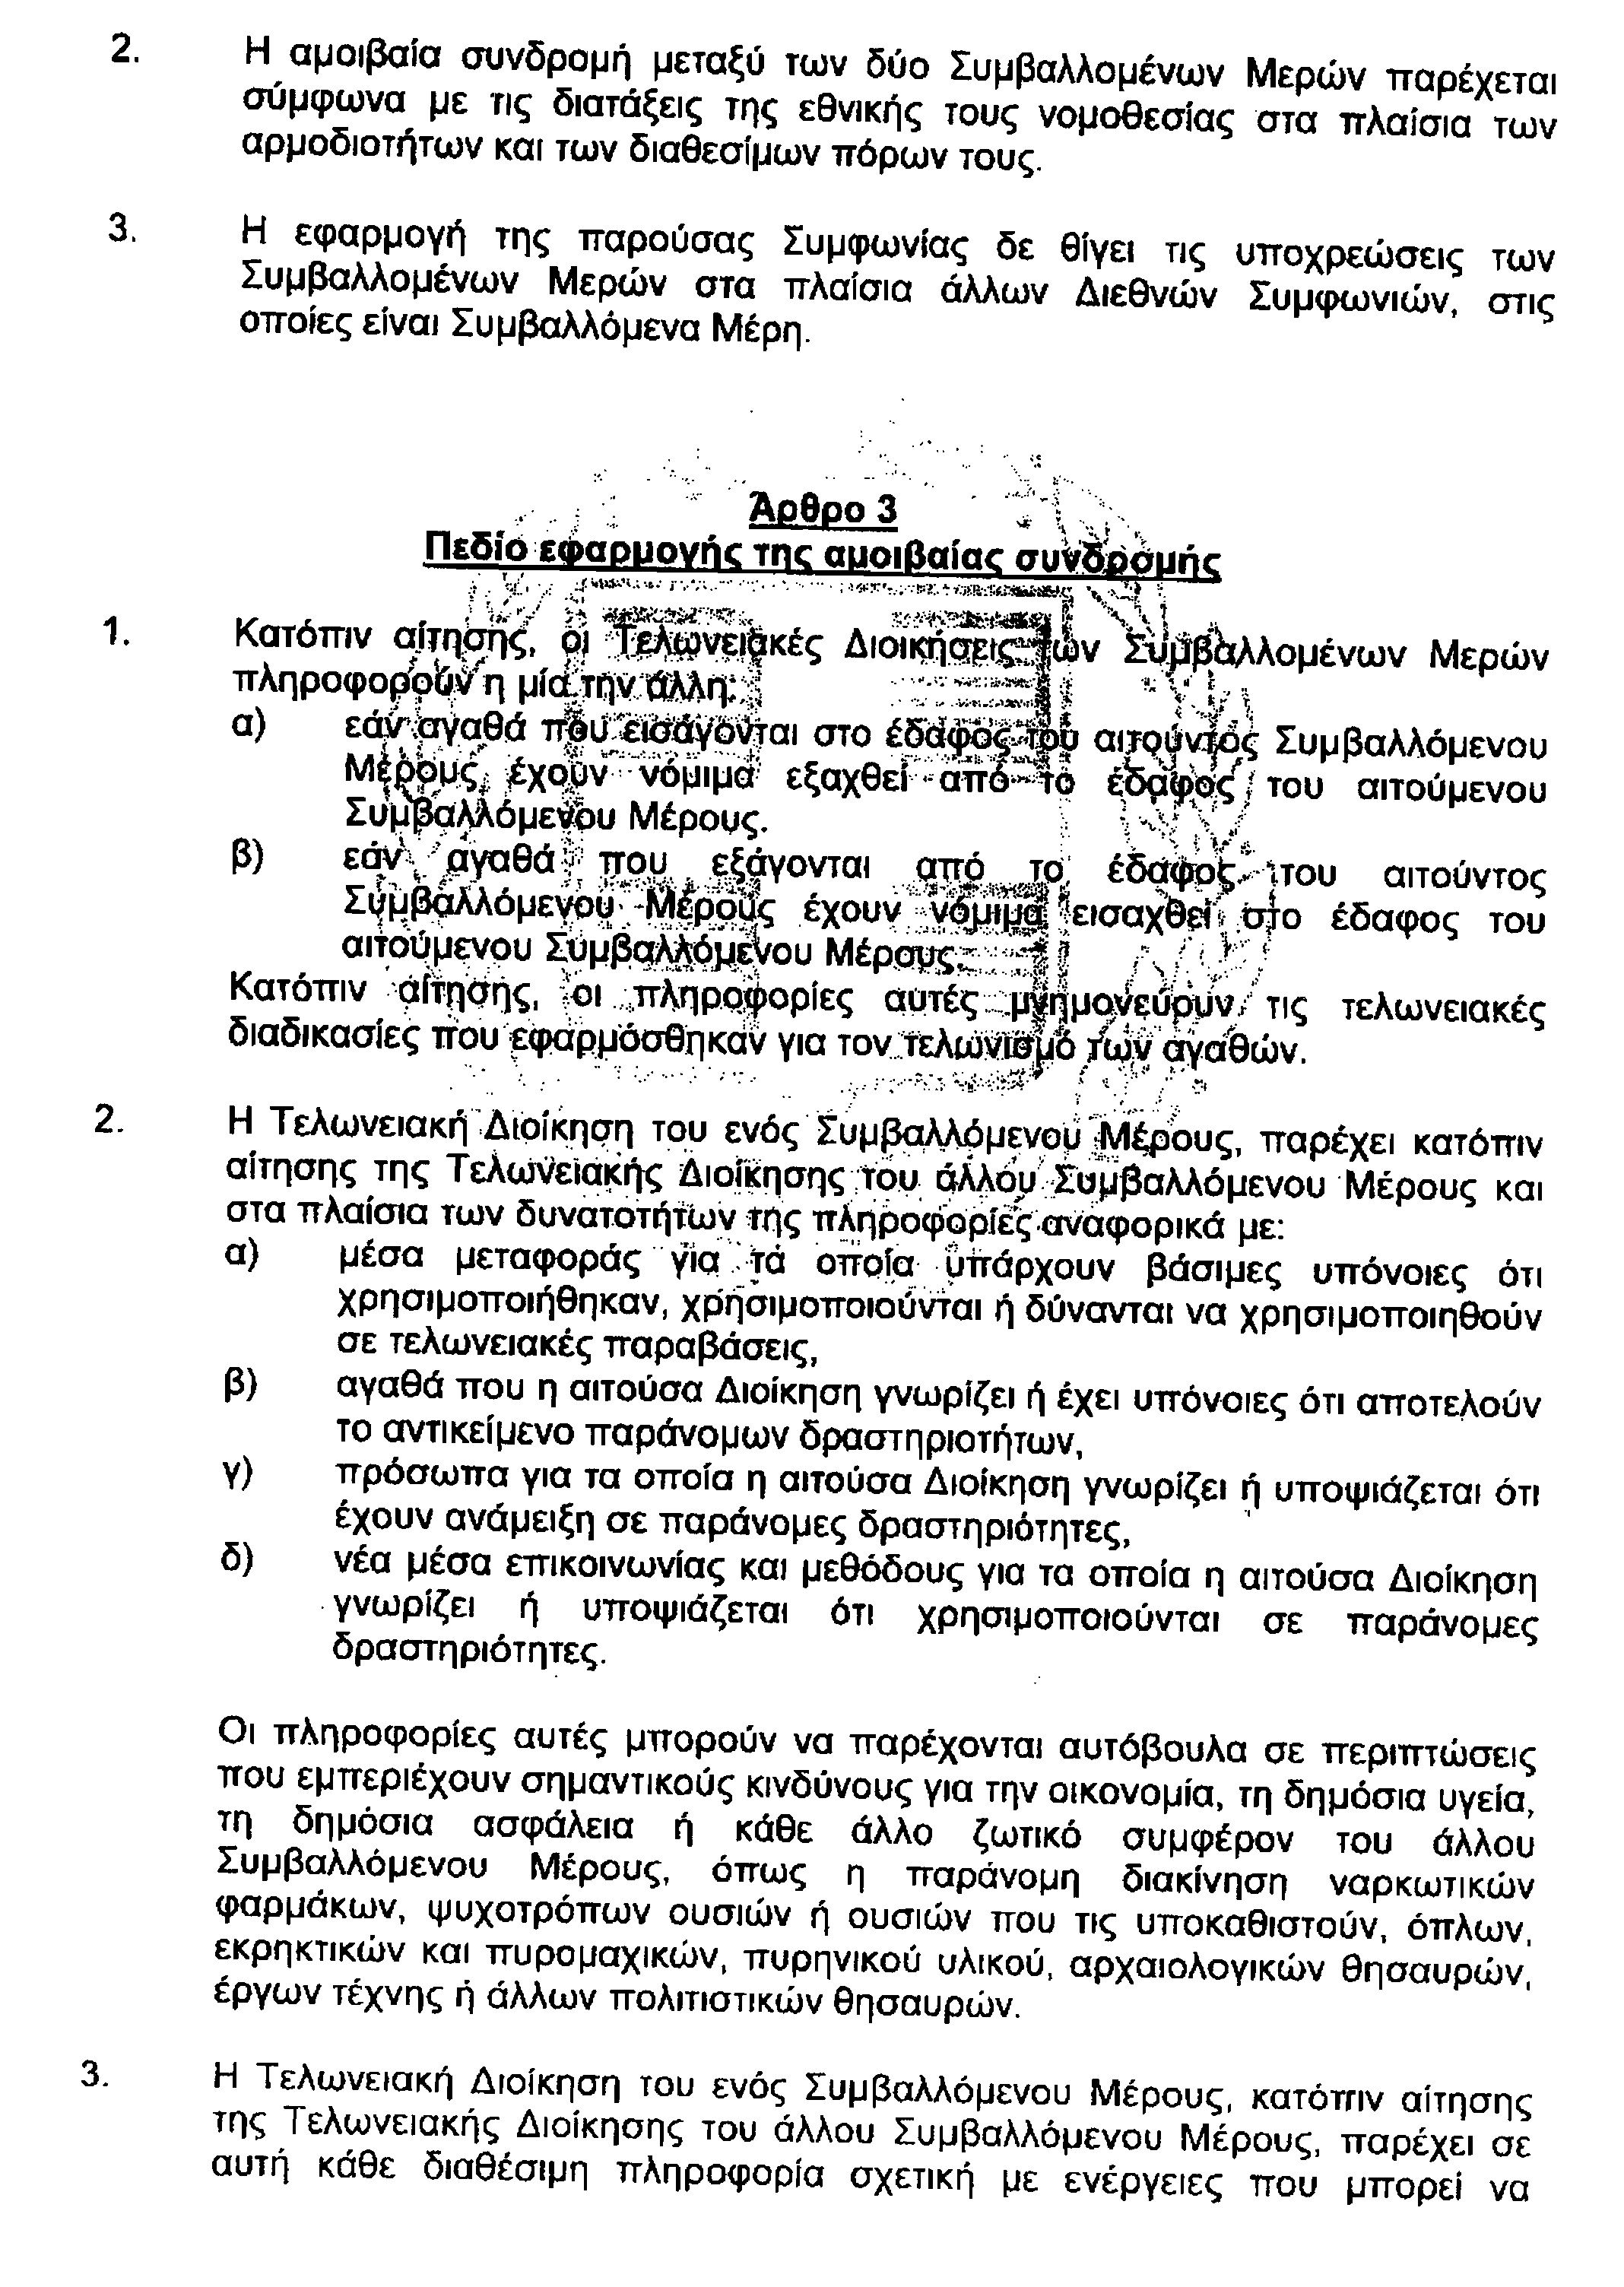 2. Η αμοιβαία συνδρομή μεταξύ των δύο Συμβαλλομένων Μερών παρέχεται
σύμφωνα με τις διατάξεις της εθνικής τους νομοθεσίας στα πλαίσια των
αρμοδιοτήτων και των διαθεσίμων πόρων τους.
3. Η εφαρμογή της παρούσας Συμφωνίας δε θίγει τις υποχρεώσεις των
Συμβαλλομένων Μερών στα πλαίσια άλλων Διεθνών Συμφωνιών, στις
οποίες είναι Συμβαλλόμενα Μέρη.
Άρθρο 3
Πεδίο εφαρμογής της αμοιβαίας συνδρομής
1. Κατόπιν αίτησης, οι Τελωνειακές Διοικήσεις των Συμβαλλομένων Μερών
πληροφορούν η μία την άλλη:
α) εάν αγαθά που εισάγονται στο έδαφος του αιτούντος Συμβαλλόμενου
Μέρους, έχουν νόμιμα εξαχθεί από το έδαφος του αιτούμενου
Συμβαλλόμενου Μέρους.
β) εάν αγαθά που εξάγονται από το έδαφος του αιτούντος
Συμβαλλόμενου Μέρους έχουν νόμιμα εισαχθεί στο έδαφος του
αιτούμενου Συμβαλλόμενου Μέρους.
Κατόπιν αίτησης, οι πληροφορίες αυτές μνημονεύουν τις τελωνειακές
διαδικασίες που εφαρμόσθηκαν για τον τελωνισμό των αγαθών.
2. Η Τελωνειακή Διοίκηση του ενός Συμβαλλόμενου Μέρους, παρέχει κατόπιν
αίτησης της Τελωνειακής Διοίκησης του άλλου Συμβαλλόμενου Μέρους και
στα πλαίσια των δυνατοτήτων της πληροφορίες αναφορικά με:
α) μέσα μεταφοράς για τα οποία υπάρχουν βάσιμες υπόνοιες ότι
χρησιμοποιήθηκαν, χρησιμοποιούνται ή δύνανται να χρησιμοποιηθούν
σε τελωνειακές παραβάσεις,
β) αγαθά που η αιτούσα Διοίκηση γνωρίζει ή έχει υπόνοιες ότι αποτελούν
το αντικείμενο παράνομων δραστηριοτήτων,
γ) πρόσωπα για τα οποία η αιτούσα Διοίκηση γνωρίζει ή υποψιάζεται ότι
έχουν ανάμειξη σε παράνομες δραστηριότητες,
δ) νέα μέσα επικοινωνίας και μεθόδους για τα οποία η αιτούσα Διοίκηση
γνωρίζει ή υποψιάζεται ότι χρησιμοποιούνται σε παράνομες
δραστηριότητες.
Οι πληροφορίες αυτές μπορούν να παρέχονται αυτόβουλα σε περιπτώσεις
που εμπεριέχουν σημαντικούς κινδύνους για την οικονομία, τη δημόσια υγεία,
τη δημόσια ασφάλεια ή κάθε άλλο ζωτικό συμφέρον του άλλου
Συμβαλλόμενου Μέρους, όπως η παράνομη διακίνηση ναρκωτικών
φαρμάκων, ψυχοτρόπων ουσιών ή ουσιών που τις υποκαθιστούν, όπλων,
εκρηκτικών και πυρομαχικών, πυρηνικού υλικού, αρχαιολογικών θησαυρών,
έργων τέχνης ή άλλων πολιτιστικών θησαυρών.
3. Η Τελωνειακή Διοίκηση του ενός Συμβαλλόμενου Μέρους, κατόπιν αίτησης
της Τελωνειακής Διοίκησης του άλλου Συμβαλλόμενου Μέρους, παρέχει σε
αυτή κάθε διαθέσιμη πληροφορία σχετική με ενέργειες που μπορεί να